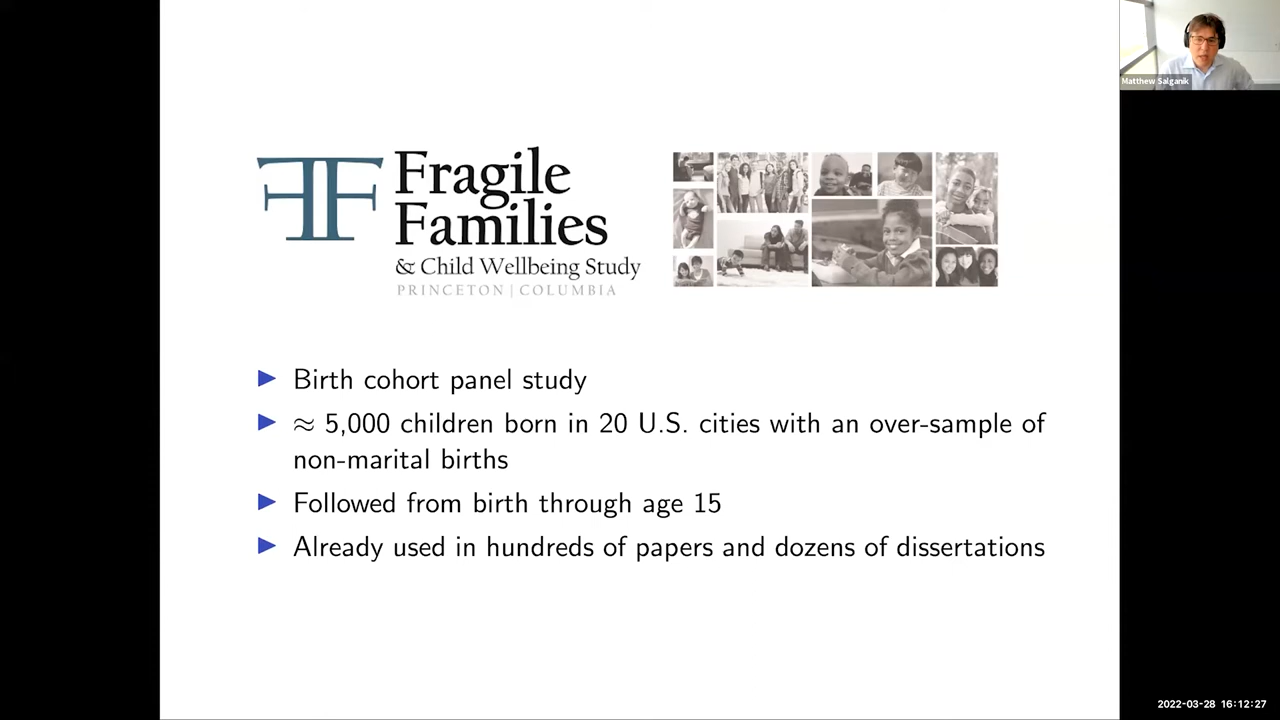 Matthew Salganik
FF Fragile
Families
& Child Wellbeing Study
PRINCETON | COLUMBIA
▶ Birth cohort panel study
▶ ≈ 5,000 children born in 20 U.S. cities with an over-sample of
non-marital births
▶ Followed from birth through age 15
▶ Already used in hundreds of papers and dozens of dissertations
2022-03-28 16:12:27